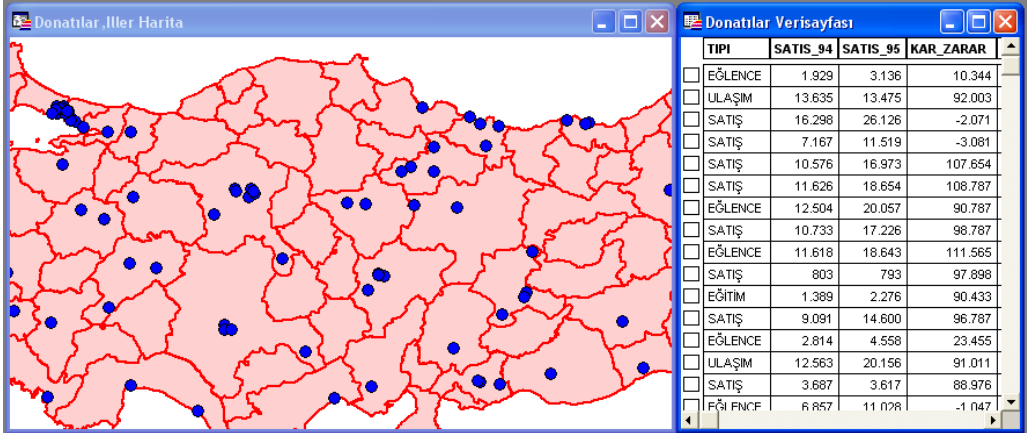 Donatılar ,Iller Harita
Donatılar Verisayfası
TIPI SATIS_94 SATIS_95 KAR_ZARAR
EĞLENCE 1.929 3.136 10.344
ULAŞIM 13.635 13.475 92.003
SATIŞ 16.298 26.126 -2.071
SATIŞ 7.167 11.519 -3.081
SATIŞ 10.576 16.973 107.654
SATIŞ 11.626 18.654 108.787
EĞLENCE 12.504 20.057 90.787
SATIŞ 10.733 17.226 98.787
EĞLENCE 11.618 18.643 111.565
SATIŞ 803 793 97.898
EĞİTİM 1.389 2.276 90.433
SATIŞ 9.091 14.600 96.787
EĞLENCE 2.814 4.558 23.455
ULAŞIM 12.563 20.156 91.011
SATIŞ 3.687 3.617 88.976
EĞLENCE 6.857 11.028 -1.047